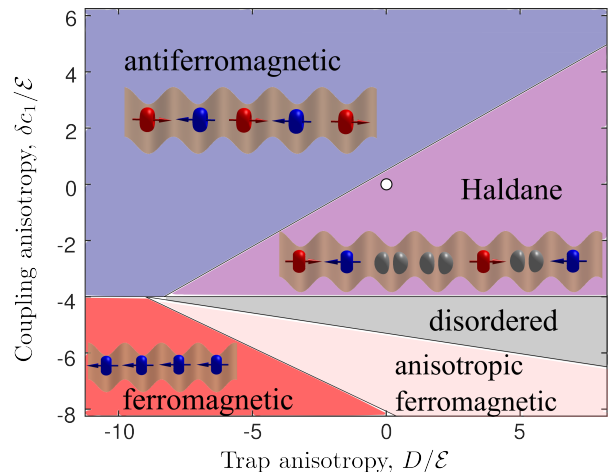 6
antiferromagnetic
4
2
0
Haldane
-2
-4
disordered
-6
anisotropic
ferromagnetic
ferromagnetic
-8
-10
-5
0
5
Coupling anisotropy, δc₁/ℰ
Trap anisotropy, D/ℰ